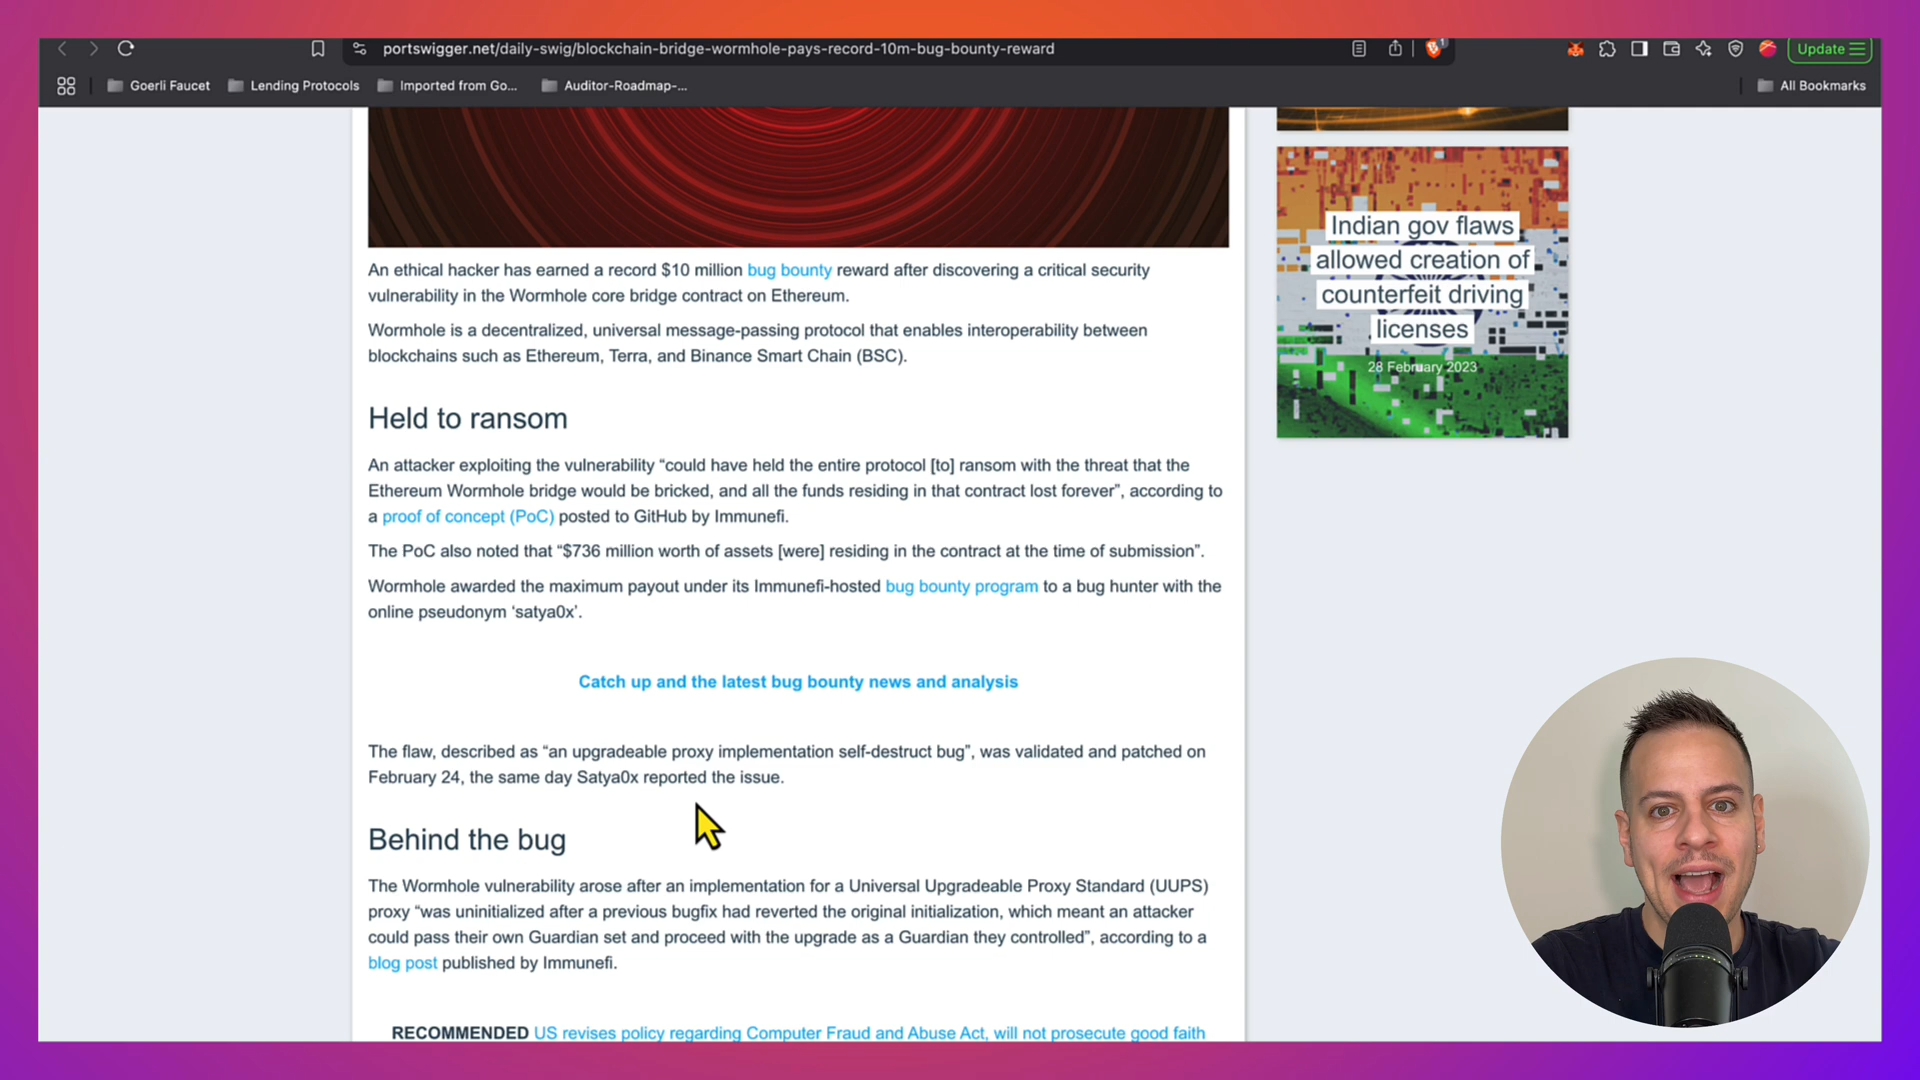 portswigger.net/daily-swig/blockchain-bridge-wormhole-pays-record-10m-bug-bounty-reward
1
Update
Goerli Faucet
Lending Protocols
Imported from Go...
Auditor-Roadmap-...
All Bookmarks
An ethical hacker has earned a record $10 million bug bounty reward after discovering a critical security
vulnerability in the Wormhole core bridge contract on Ethereum.
Wormhole is a decentralized, universal message-passing protocol that enables interoperability between
blockchains such as Ethereum, Terra, and Binance Smart Chain (BSC).
Held to ransom
An attacker exploiting the vulnerability “could have held the entire protocol [to] ransom with the threat that the
Ethereum Wormhole bridge would be bricked, and all the funds residing in that contract lost forever”, according to
a proof of concept (PoC) posted to GitHub by Immunefi.
The PoC also noted that “$736 million worth of assets [were] residing in the contract at the time of submission”.
Wormhole awarded the maximum payout under its Immunefi-hosted bug bounty program to a bug hunter with the
online pseudonym ‘satya0x’.
Catch up and the latest bug bounty news and analysis
The flaw, described as “an upgradeable proxy implementation self-destruct bug”, was validated and patched on
February 24, the same day Satya0x reported the issue.
Behind the bug
The Wormhole vulnerability arose after an implementation for a Universal Upgradeable Proxy Standard (UUPS)
proxy “was uninitialized after a previous bugfix had reverted the original initialization, which meant an attacker
could pass their own Guardian set and proceed with the upgrade as a Guardian they controlled”, according to a
blog post published by Immunefi.
RECOMMENDED US revises policy regarding Computer Fraud and Abuse Act, will not prosecute good faith
Indian gov flaws
allowed creation of
counterfeit driving
licenses
28 February 2023